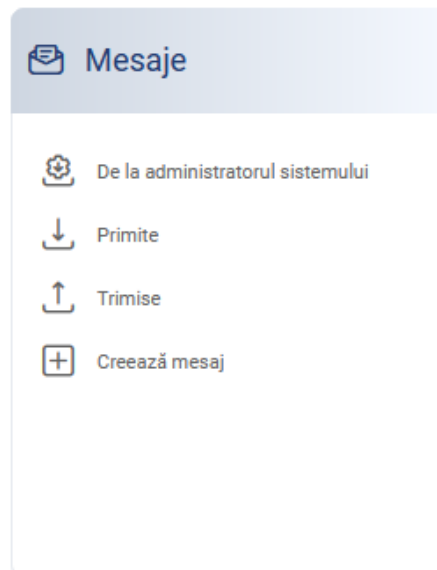 Mesaje
De la administratorul sistemului
Primite
Trimise
Creează mesaj